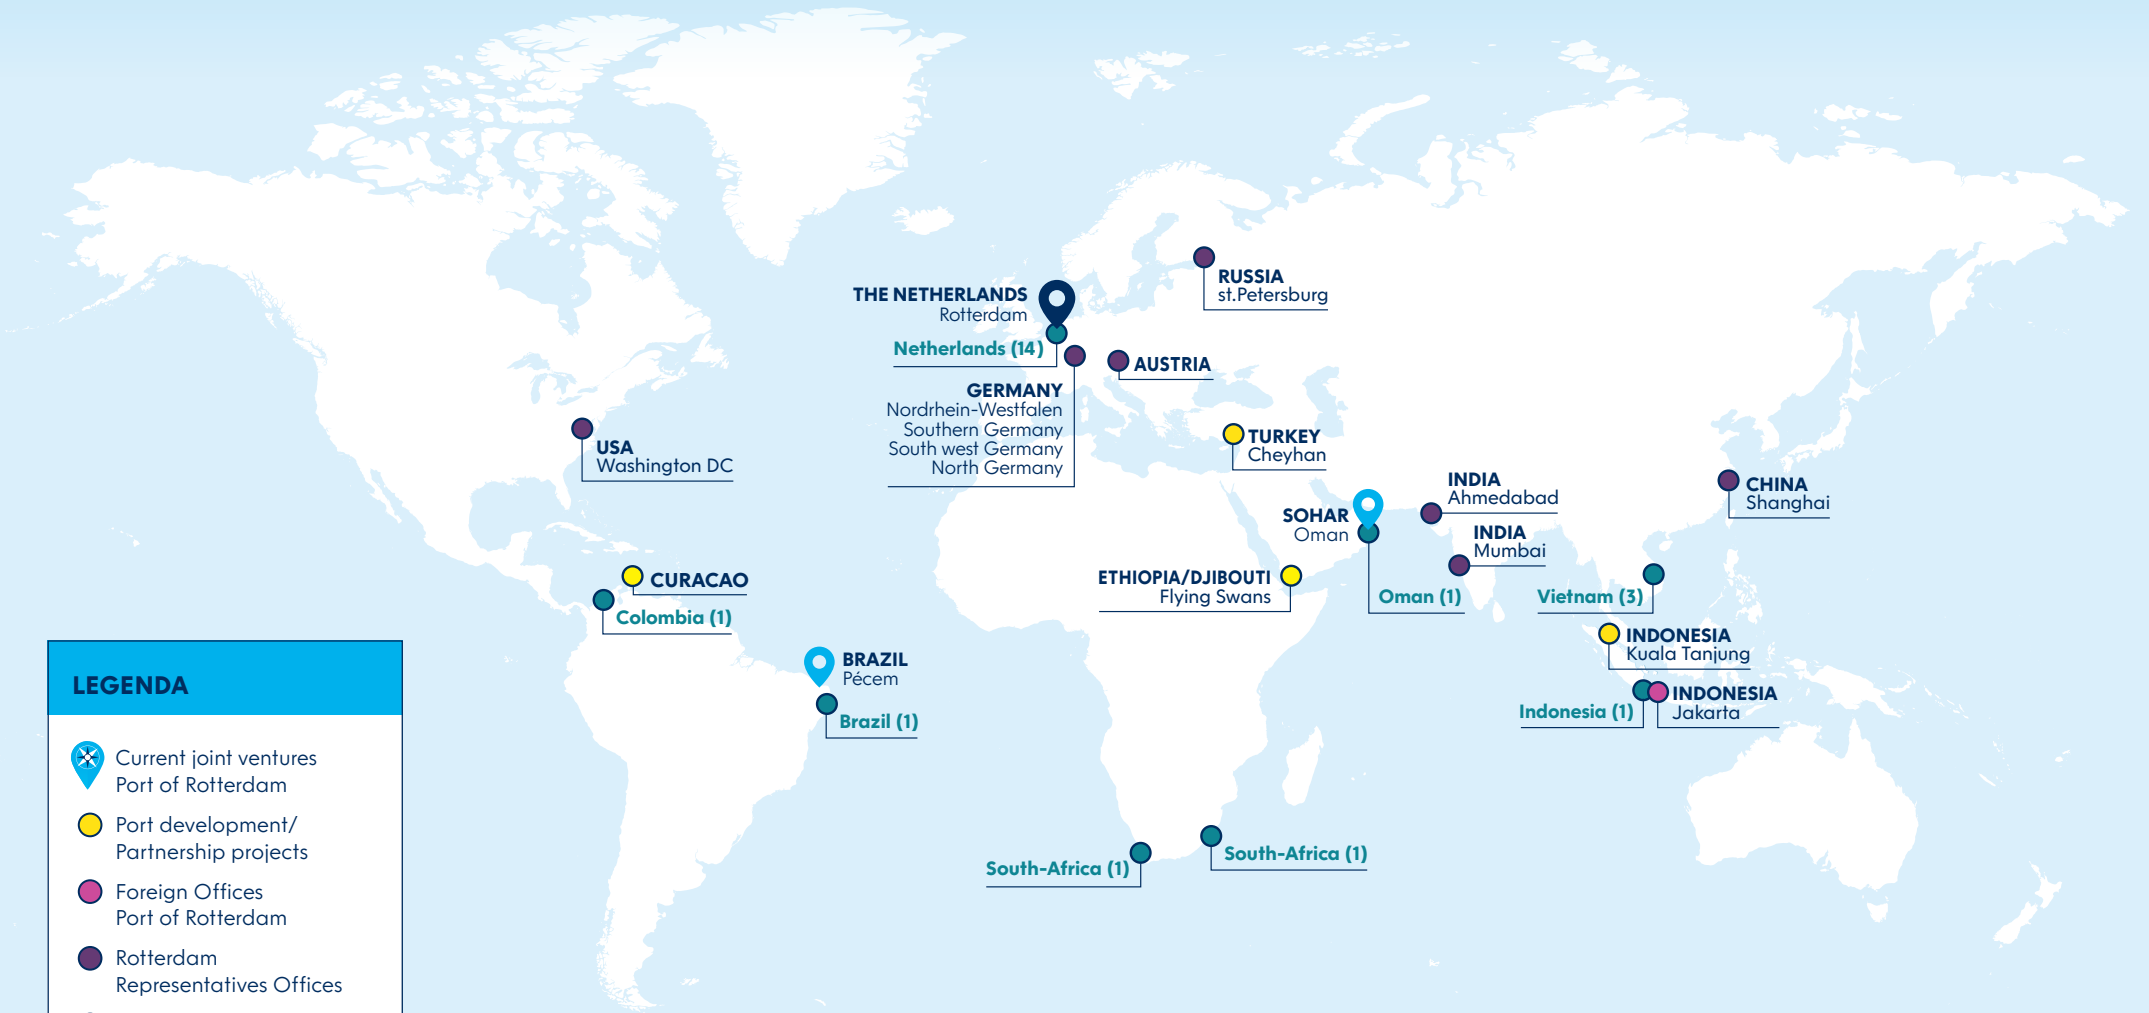 RUSSIA
st.Petersburg
THE NETHERLANDS
Rotterdam
Netherlands (14)
AUSTRIA
GERMANY
Nordrhein-Westfalen
Southern Germany
South west Germany
North Germany
USA
Washington DC
TURKEY
Cheyhan
INDIA
Ahmedabad
CHINA
Shanghai
SOHAR
Oman
INDIA
Mumbai
CURACAO
Colombia (1)
ETHIOPIA/DJIBOUTI
Flying Swans
Oman (1)
Vietnam (3)
INDONESIA
Kuala Tanjung
BRAZIL
Pécem
Brazil (1)
INDONESIA
Jakarta
Indonesia (1)
South-Africa (1)
South-Africa (1)
LEGENDA
Current joint ventures
Port of Rotterdam
Port development/
Partnership projects
Foreign Offices
Port of Rotterdam
Rotterdam
Representatives Offices